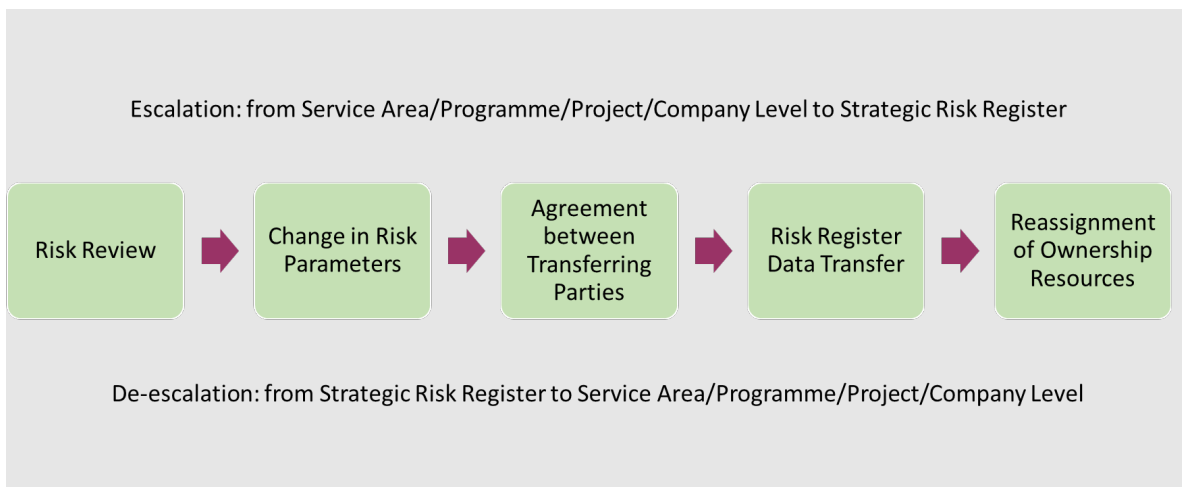 Escalation: from Service Area/Programme/Project/Company Level to Strategic Risk Register
Risk Review
Change in Risk
Parameters
Agreement
between
Transferring
Parties
Risk Register
Data Transfer
Reassignment
of Ownership
Resources
De-escalation: from Strategic Risk Register to Service Area/Programme/Project/Company Level